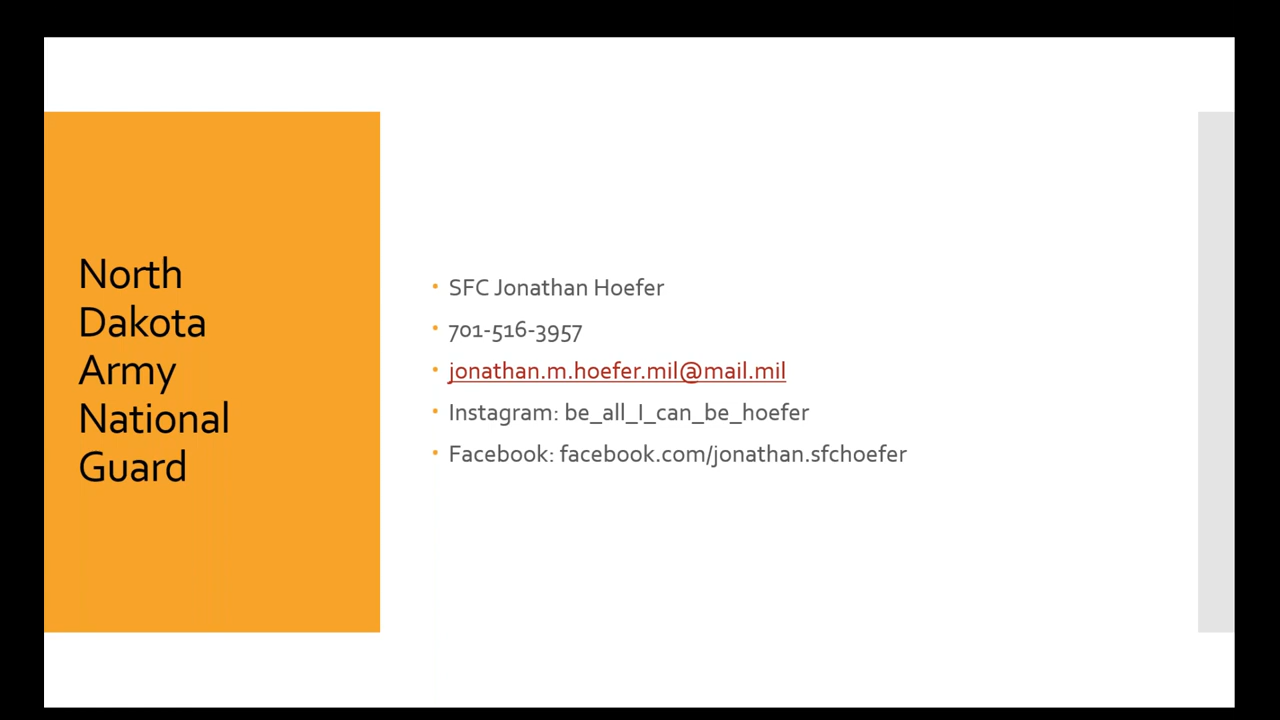 North
Dakota
Army
National
Guard
SFC Jonathan Hoefer
701-516-3957
jonathan.m.hoefer.mil@mail.mil
Instagram: be_all_I_can_be_hoefer
Facebook: facebook.com/jonathan.sfchoefer